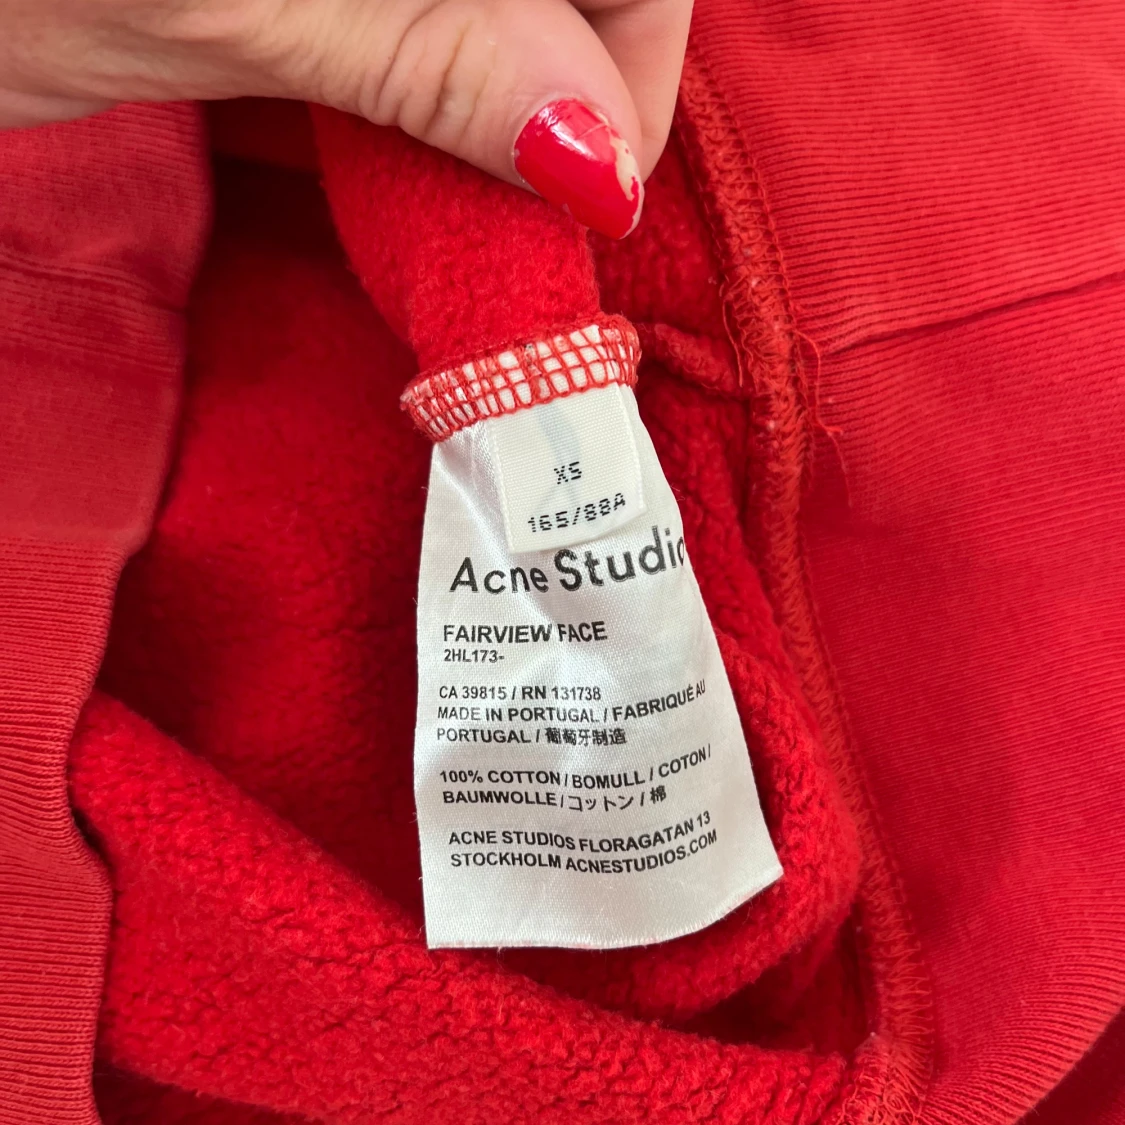 XS
165/88A
Acne Studio
FAIRVIEW FACE
2HL173-
CA 39815 / RN 131738
MADE IN PORTUGAL / FABRIQUÉ AU
PORTUGAL / 葡萄牙制造
100% COTTON / BOMULL / COTON /
BAUMWOLLE / コットン / 棉
ACNE STUDIOS FLORAGATAN 13
STOCKHOLM ACNESTUDIOS.COM